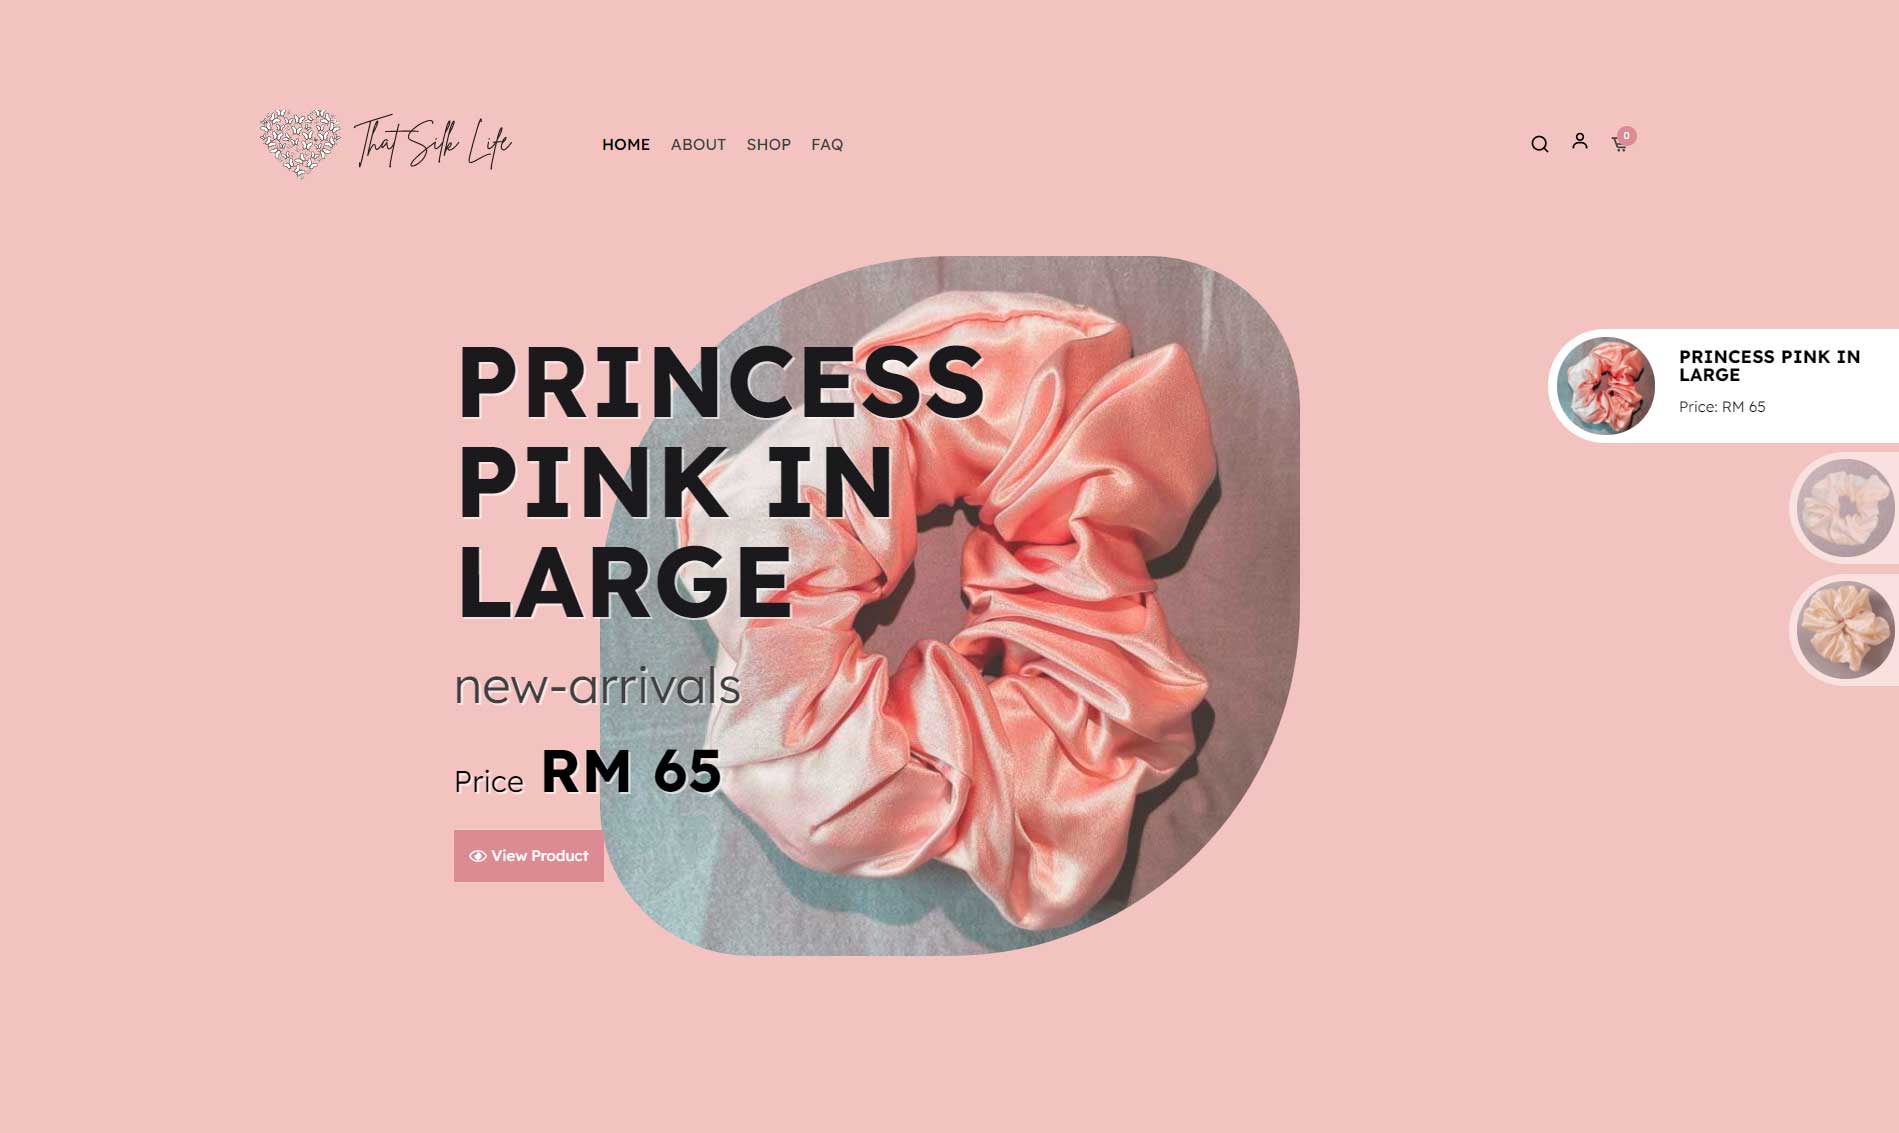 That Silk Life
HOME ABOUT SHOP FAQ
0
PRINCESS
PINK IN
LARGE
new-arrivals
Price RM 65
View Product
PRINCESS PINK IN
LARGE
Price: RM 65